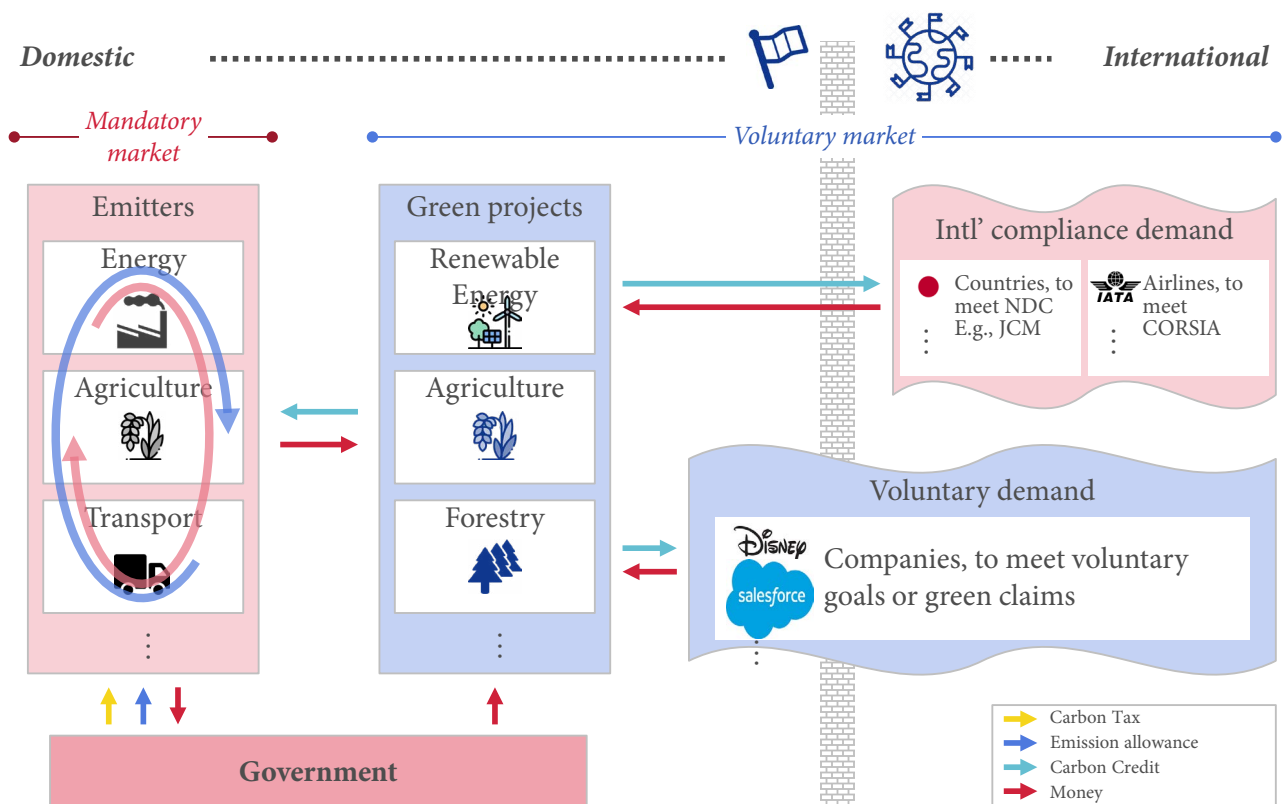 Domestic
International
Mandatory
market
Voluntary market
Emitters
Energy
Agriculture
Transport
Green projects
Renewable
Energy
Agriculture
Forestry
Intl’ compliance demand
Countries, to
meet NDC
E.g., JCM
IATA
Airlines, to
meet
CORSIA
Voluntary demand
Disney
salesforce
Companies, to meet voluntary
goals or green claims
Government
Carbon Tax
Emission allowance
Carbon Credit
Money